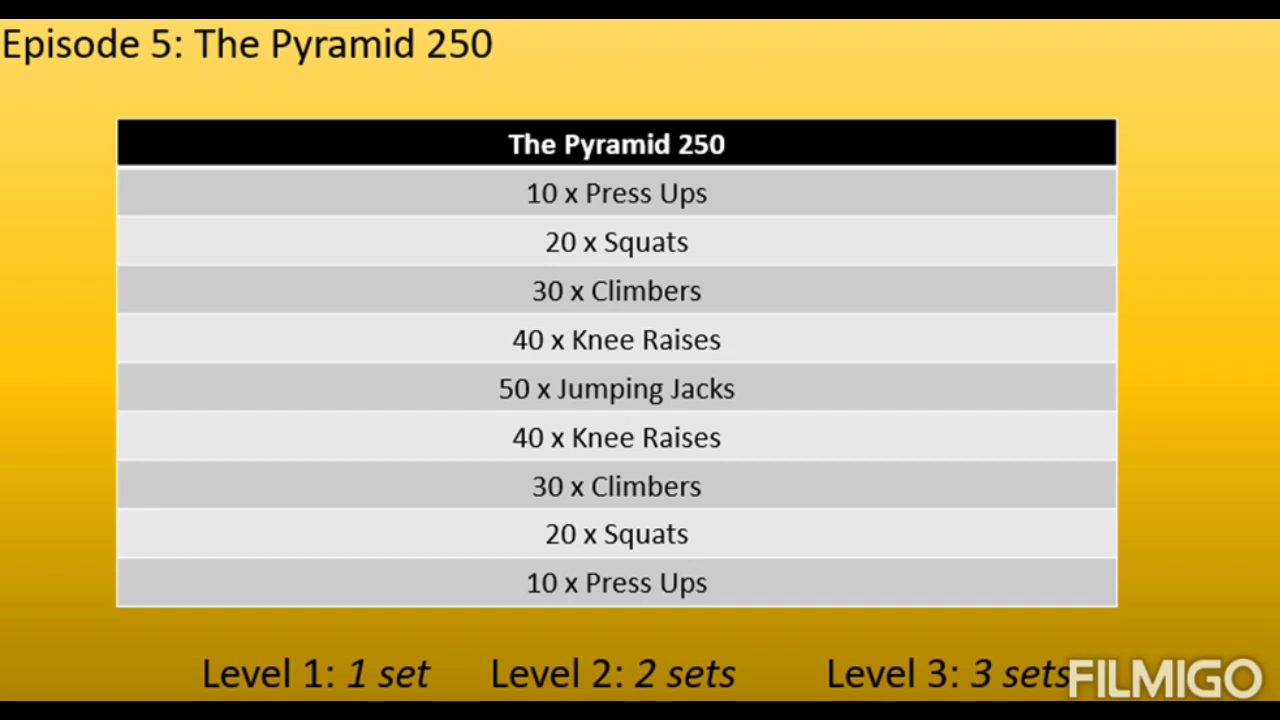 Episode 5: The Pyramid 250
The Pyramid 250
10 x Press Ups
20 x Squats
30 x Climbers
40 x Knee Raises
50 x Jumping Jacks
40 x Knee Raises
30 x Climbers
20 x Squats
10 x Press Ups
Level 1: 1 set Level 2: 2 sets Level 3: 3 sets
FILMIGO